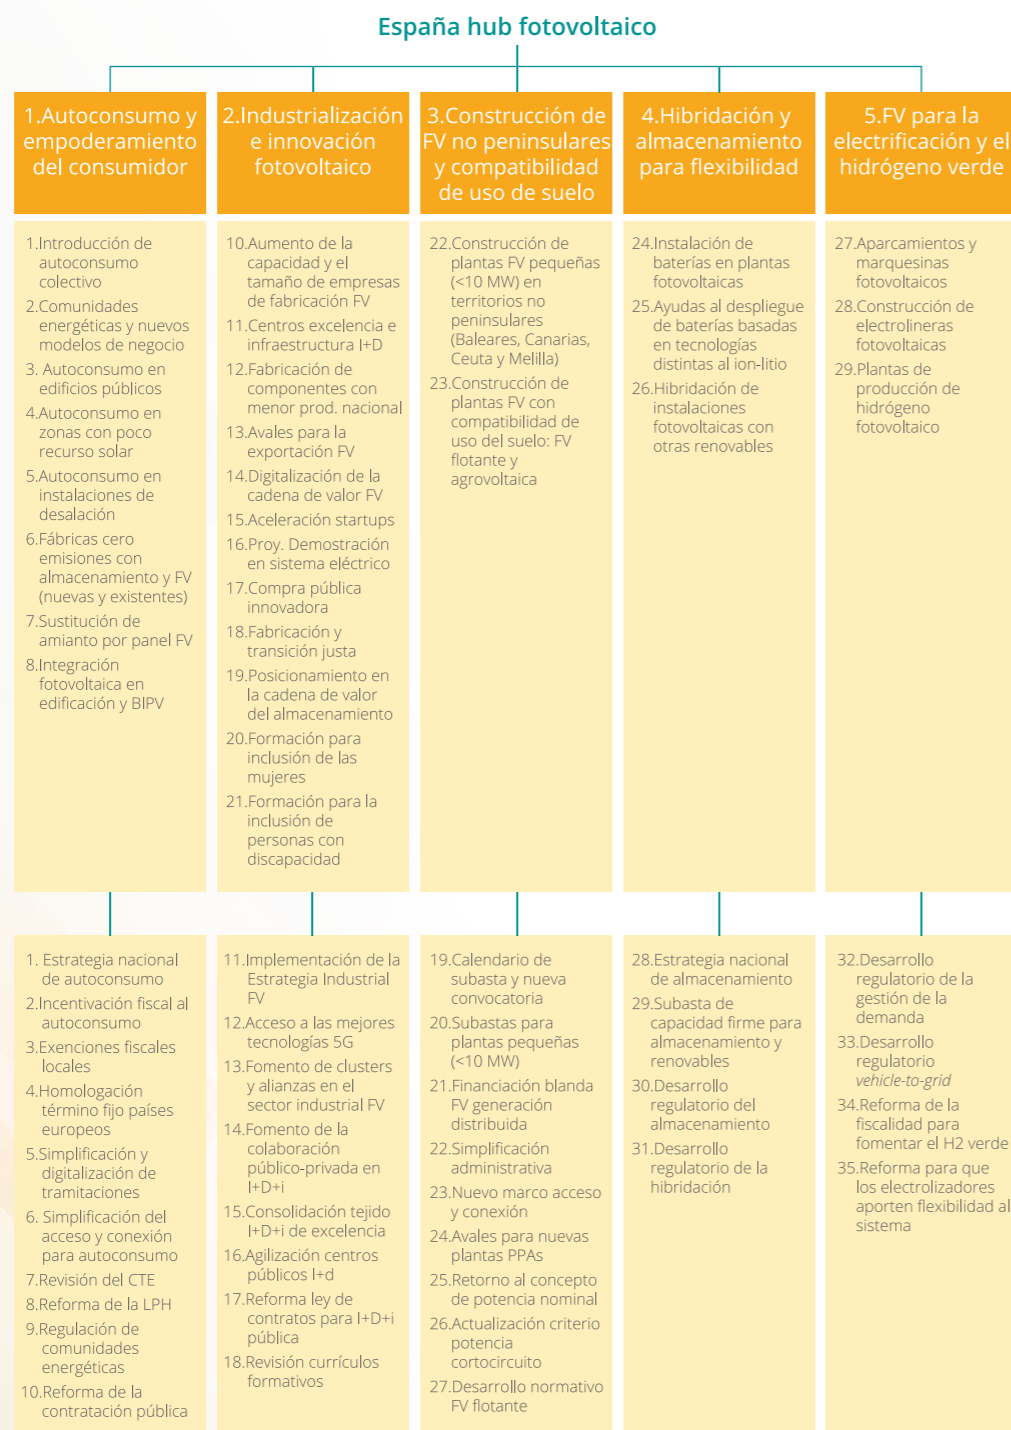 España hub fotovoltaico
1.Autoconsumo y
empoderamiento
del consumidor
2.Industrialización
e innovación
fotovoltaico
3.Construcción de
FV no peninsulares
y compatibilidad
de uso de suelo
4.Hibridación y
almacenamiento
para flexibilidad
5.FV para la
electrificación y el
hidrógeno verde
1.Introducción de
autoconsumo
colectivo
2.Comunidades
energéticas y nuevos
modelos de negocio
3. Autoconsumo en
edificios públicos
4.Autoconsumo en
zonas con poco
recurso solar
5.Autoconsumo en
instalaciones de
desalación
6.Fábricas cero
emisiones con
almacenamiento y FV
(nuevas y existentes)
7.Sustitución de
amianto por panel FV
8.Integración
fotovoltaica en
edificación y BIPV
10.Aumento de la
capacidad y el
tamaño de empresas
de fabricación FV
11.Centros excelencia e
infraestructura I+D
12.Fabricación de
componentes con
menor prod. nacional
13.Avales para la
exportación FV
14.Digitalización de la
cadena de valor FV
15.Aceleración startups
16.Proy. Demostración
en sistema eléctrico
17.Compra pública
innovadora
18.Fabricación y
transición justa
19.Posicionamiento en
la cadena de valor
del almacenamiento
20.Formación para
inclusión de las
mujeres
21.Formación para la
inclusión de
personas con
discapacidad
22.Construcción de
plantas FV pequeñas
(<10 MW) en
territorios no
peninsulares
(Baleares, Canarias,
Ceuta y Melilla)
23.Construcción de
plantas FV con
compatibilidad de
uso del suelo: FV
flotante y
agrovoltaica
24.Instalación de
baterías en plantas
fotovoltaicas
25.Ayudas al despliegue
de baterías basadas
en tecnologías
distintas al ion-litio
26.Hibridación de
instalaciones
fotovoltaicas con
otras renovables
27.Aparcamientos y
marquesinas
fotovoltaicos
28.Construcción de
electrolineras
fotovoltaicas
29.Plantas de
producción de
hidrógeno
fotovoltaico
1. Estrategia nacional
de autoconsumo
2.Incentivación fiscal al
autoconsumo
3.Exenciones fiscales
locales
4.Homologación
término fijo países
europeos
5.Simplificación y
digitalización de
tramitaciones
6. Simplificación del
acceso y conexión
para autoconsumo
7.Revisión del CTE
8.Reforma de la LPH
9.Regulación de
comunidades
energéticas
10.Reforma de la
contratación pública
11.Implementación de la
Estrategia Industrial
FV
12.Acceso a las mejores
tecnologías 5G
13.Fomento de clusters
y alianzas en el
sector industrial FV
14.Fomento de la
colaboración
público-privada en
I+D+i
15.Consolidación tejido
I+D+i de excelencia
16.Agilización centros
públicos I+d
17.Reforma ley de
contratos para I+D+i
pública
18.Revisión currículos
formativos
19.Calendario de
subasta y nueva
convocatoria
20.Subastas para
plantas pequeñas
(<10 MW)
21.Financiación blanda
FV generación
distribuida
22.Simplificación
administrativa
23.Nuevo marco acceso
y conexión
24.Avales para nuevas
plantas PPAs
25.Retorno al concepto
de potencia nominal
26.Actualización criterio
potencia
cortocircuito
27.Desarrollo normativo
FV flotante
28.Estrategia nacional
de almacenamiento
29.Subasta de
capacidad firme para
almacenamiento y
renovables
30.Desarrollo
regulatorio del
almacenamiento
31.Desarrollo
regulatorio de la
hibridación
32.Desarrollo
regulatorio de la
gestión de la
demanda
33.Desarrollo
regulatorio
vehicle-to-grid
34.Reforma de la
fiscalidad para
fomentar el H2 verde
35.Reforma para que
los electrolizadores
aporten flexibilidad al
sistema